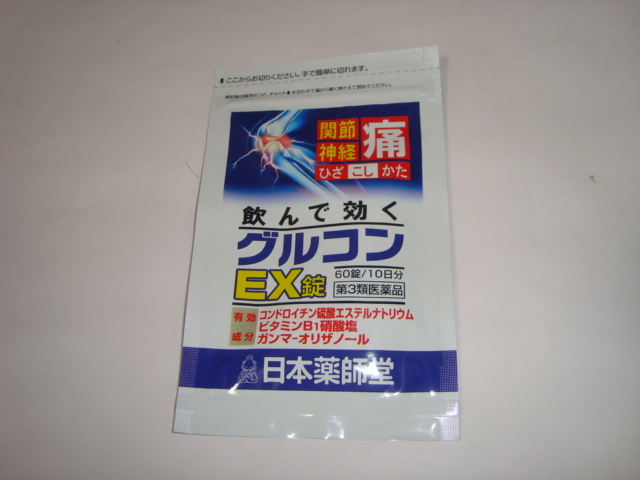 ここからお切りください。手で簡単に切れます。
関節
神経
痛
ひざ こし かた
飲んで効く
グルコン
EX錠
60錠/10日分
第3類医薬品
有効
成分
コンドロイチン硫酸エステルナトリウム
ビタミンB1硝酸塩
ガンマーオリザノール
日本薬師堂